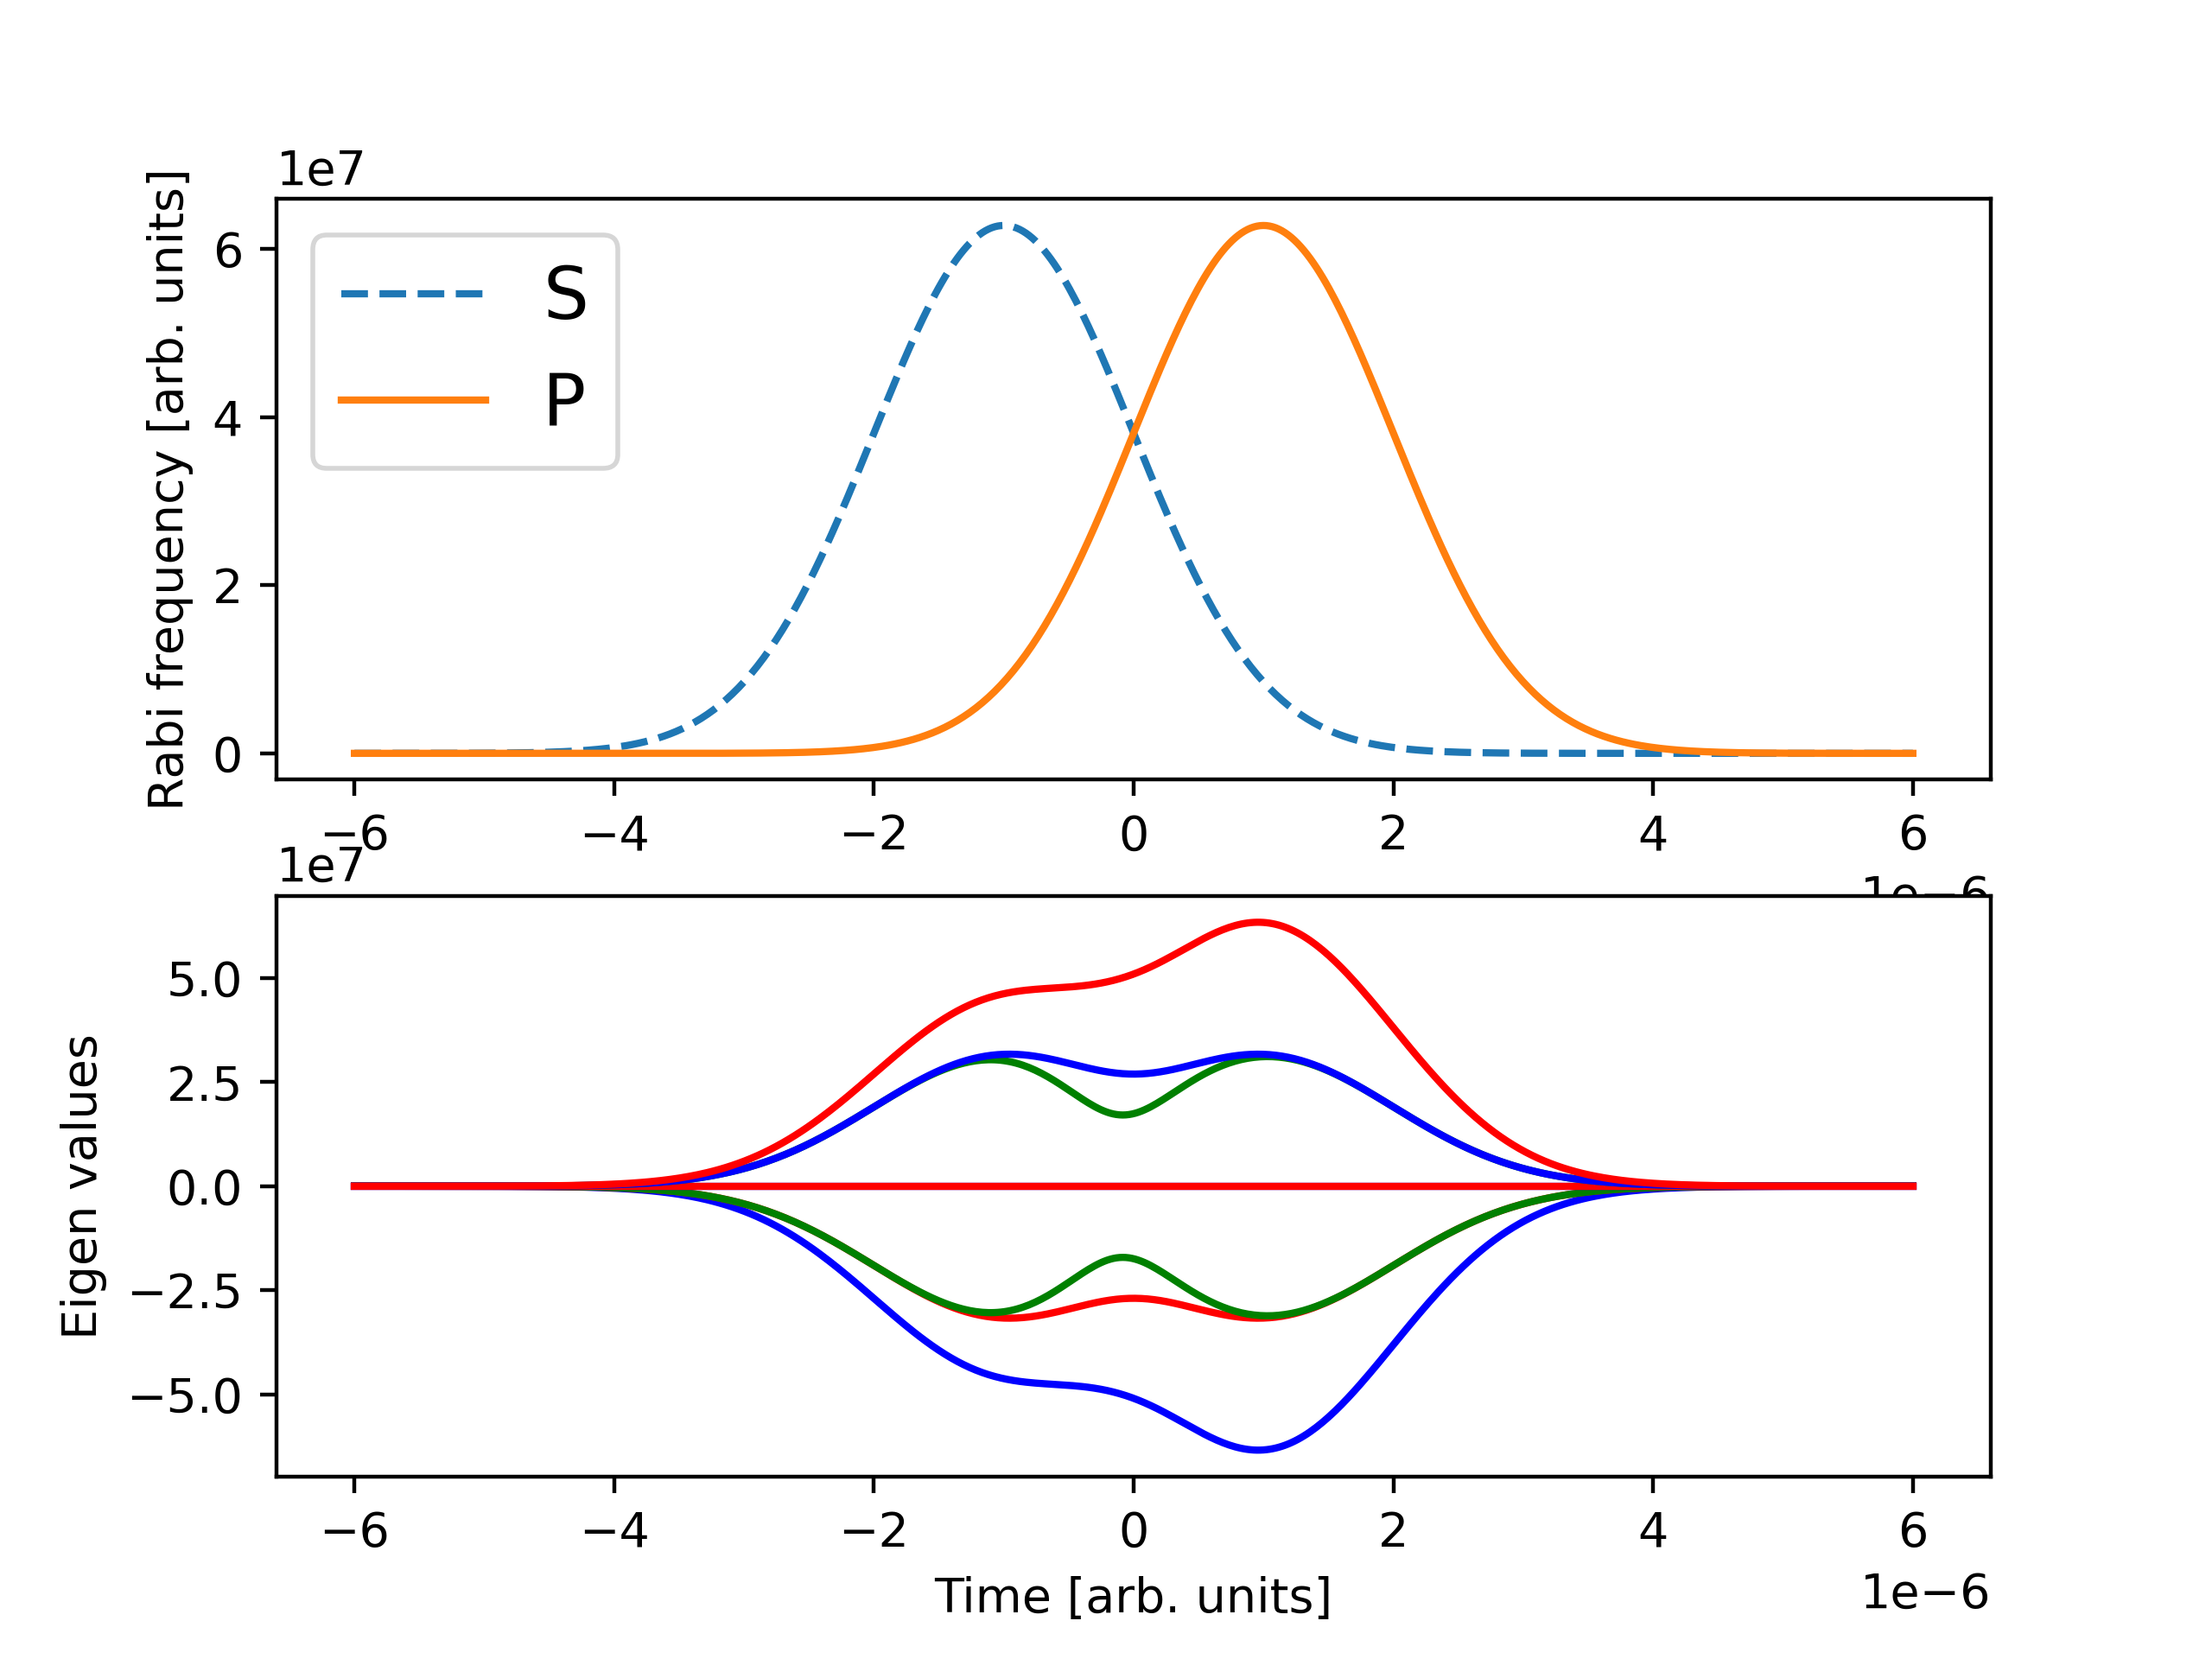 1e7
Rabi frequency [arb. units]
6
4
2
0
S
P
−6 −4 −2 0 2 4 6
1e−6
1e7
Eigen values
5.0
2.5
0.0
−2.5
−5.0
−6 −4 −2 0 2 4 6
Time [arb. units]
1e−6